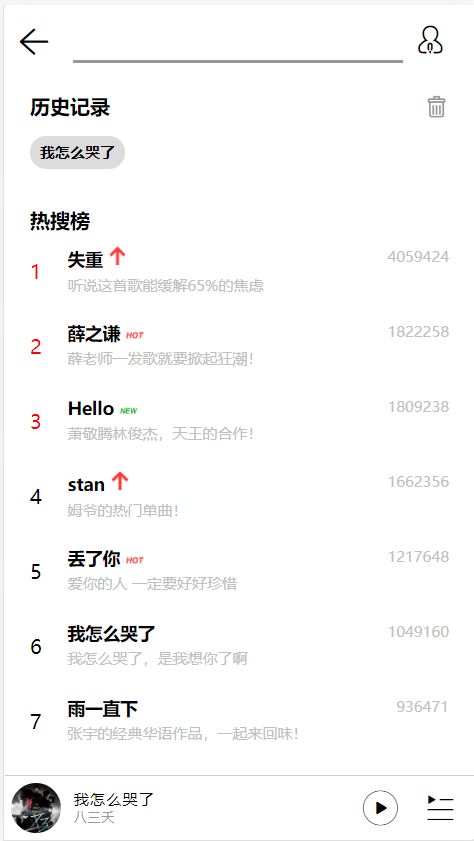 历史记录
我怎么哭了
热搜榜
1 失重 4059424
听说这首歌能缓解65%的焦虑
2 薛之谦 HOT 1822258
薛老师一发歌就要掀起狂潮！
3 Hello NEW 1809238
萧敬腾林俊杰，天王的合作！
4 stan 1662356
姆爷的热门单曲！
5 丢了你 HOT 1217648
爱你的人 一定要好好珍惜
6 我怎么哭了 1049160
我怎么哭了，是我想你了啊
7 雨一直下 936471
张宇的经典华语作品，一起来回味！
我怎么哭了
八三夭